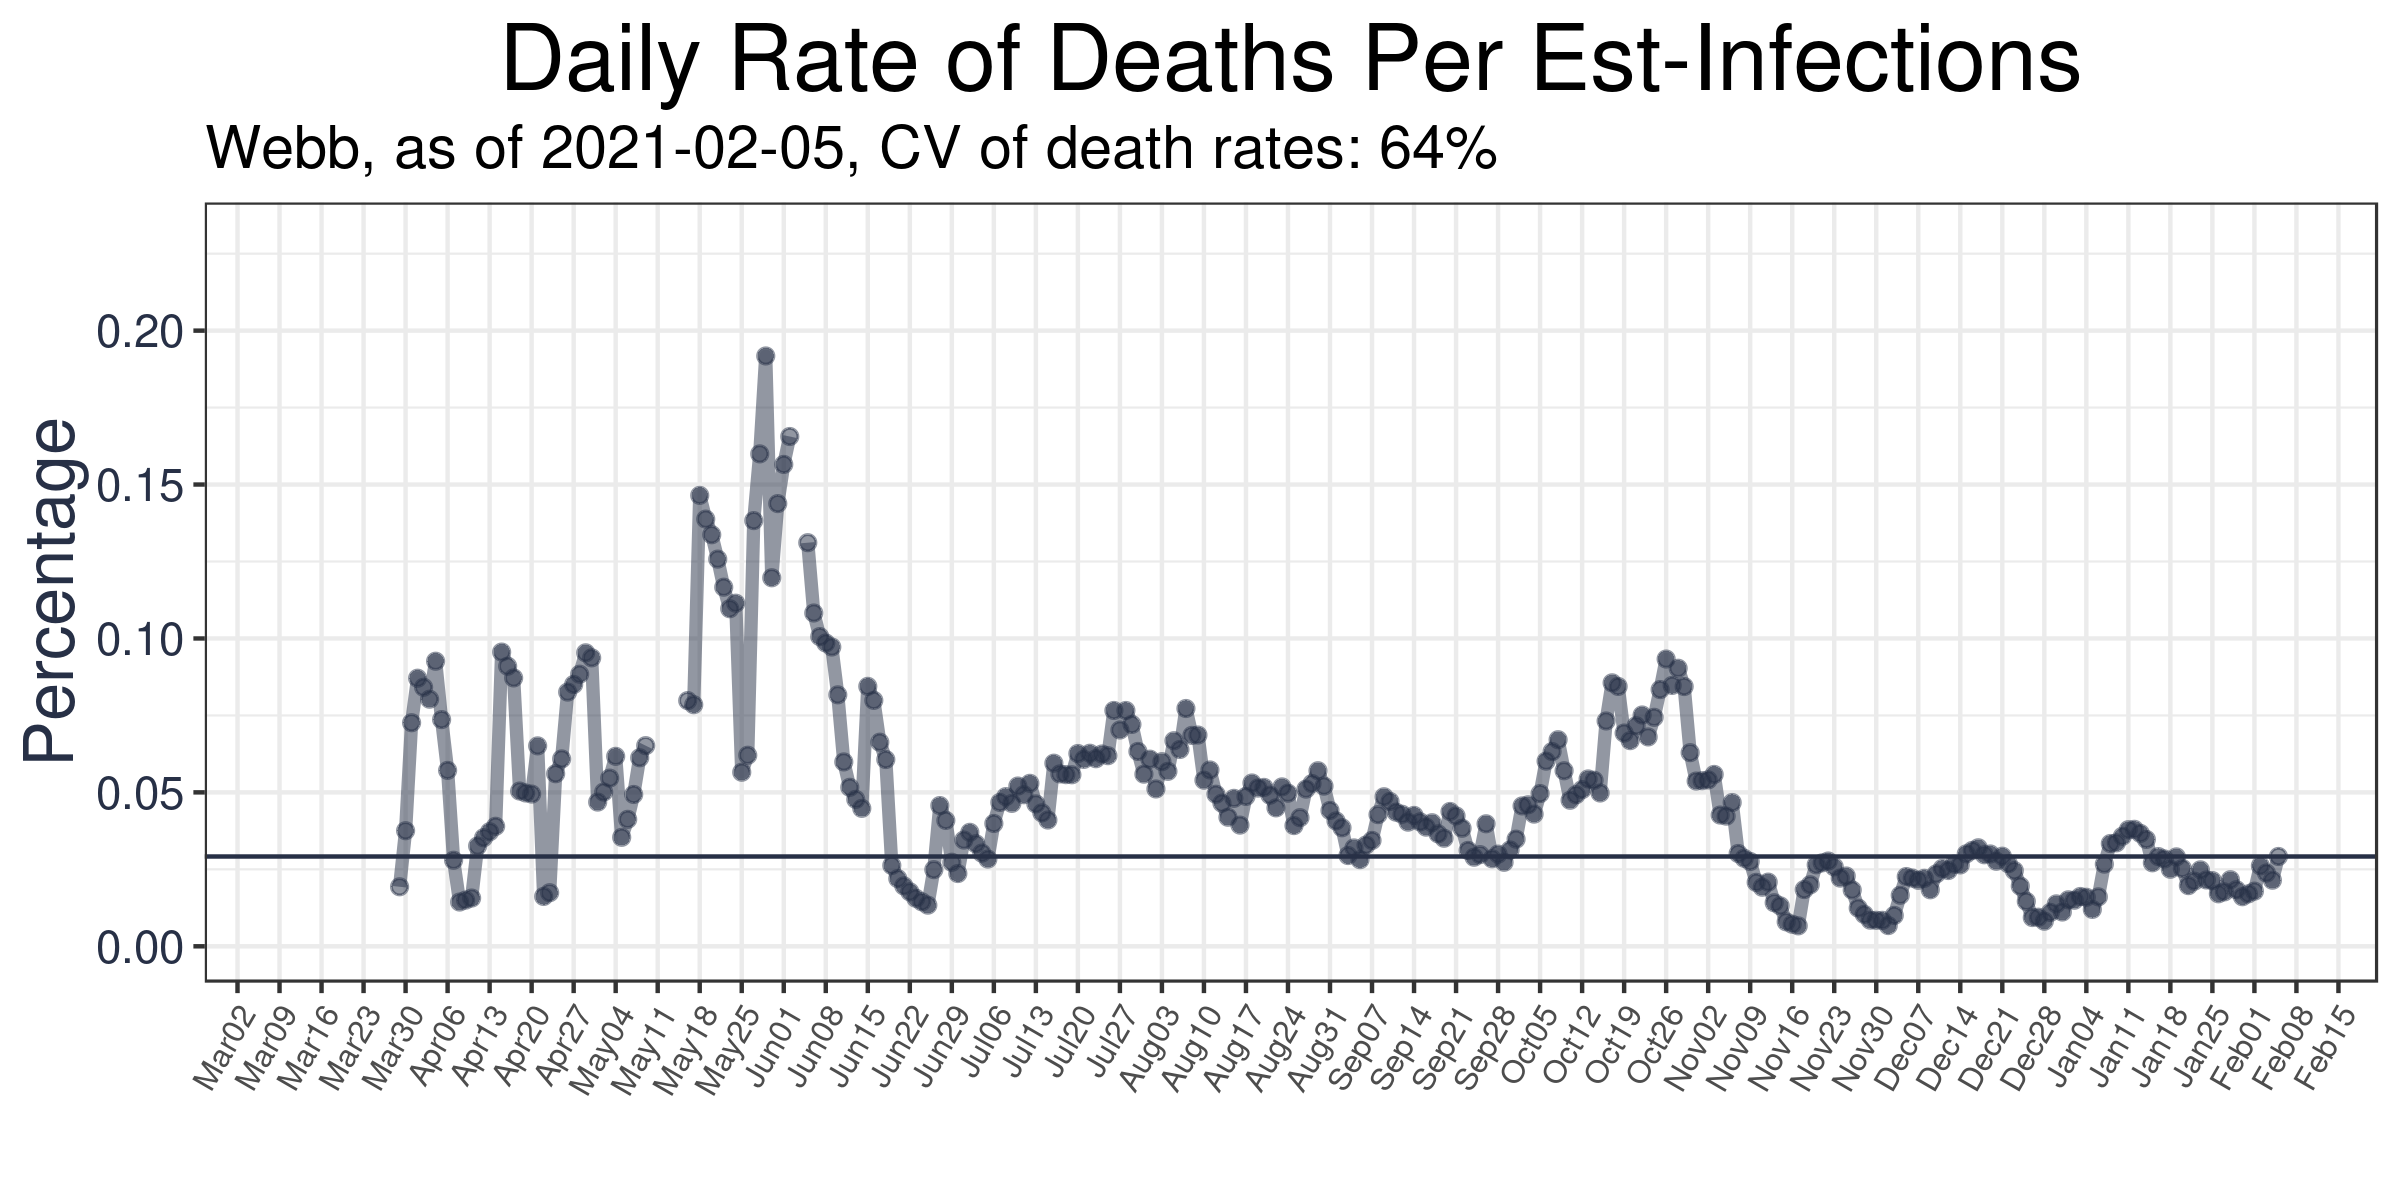 Daily Rate of Deaths Per Est-Infections
Webb, as of 2021-02-05, CV of death rates: 64%
Percentage
0.20
0.15
0.10
0.05
0.00
Mar02
Mar09
Mar16
Mar23
Mar30
Apr06
Apr13
Apr20
Apr27
May04
May11
May18
May25
Jun01
Jun08
Jun15
Jun22
Jun29
Jul06
Jul13
Jul20
Jul27
Aug03
Aug10
Aug17
Aug24
Aug31
Sep07
Sep14
Sep21
Sep28
Oct05
Oct12
Oct19
Oct26
Nov02
Nov09
Nov16
Nov23
Nov30
Dec07
Dec14
Dec21
Dec28
Jan04
Jan11
Jan18
Jan25
Feb01
Feb08
Feb15